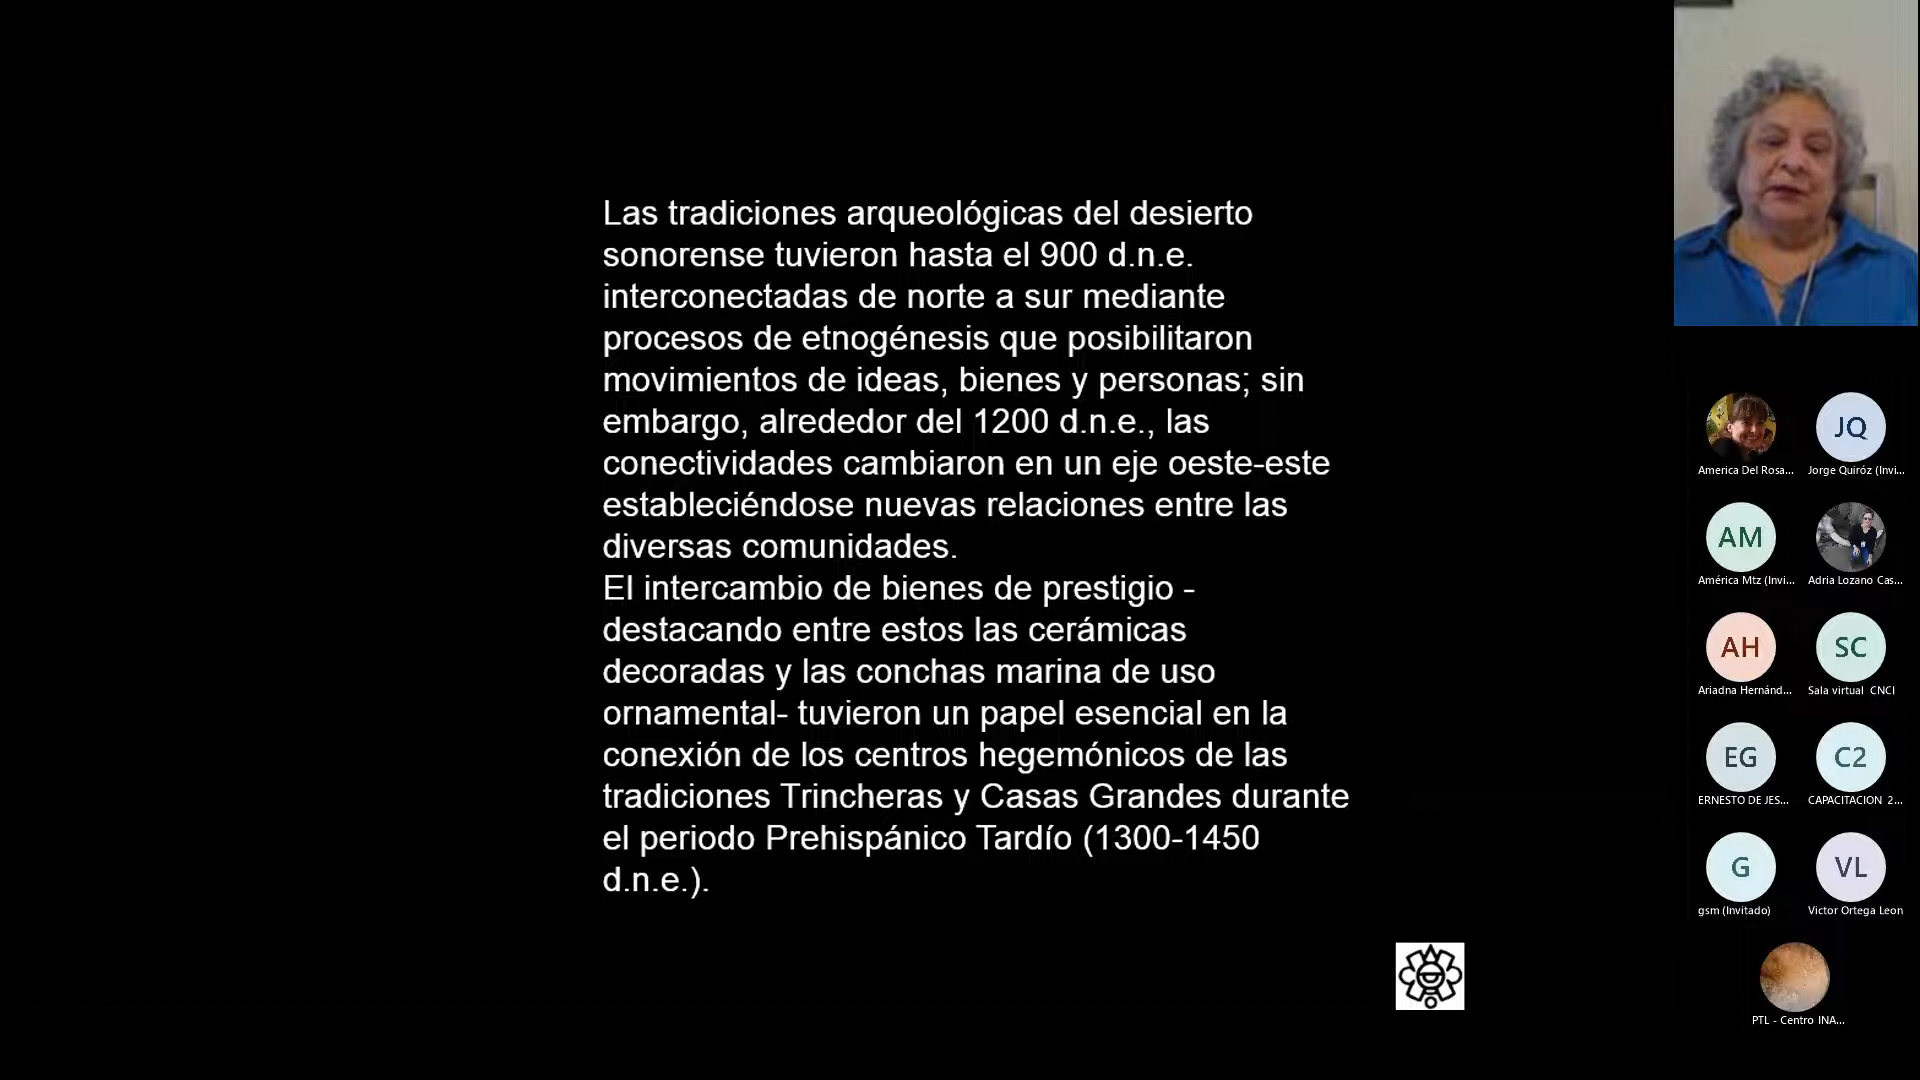 Las tradiciones arqueológicas del desierto
sonorense tuvieron hasta el 900 d.n.e.
interconectadas de norte a sur mediante
procesos de etnogénesis que posibilitaron
movimientos de ideas, bienes y personas; sin
embargo, alrededor del 1200 d.n.e., las
conectividades cambiaron en un eje oeste-este
estableciéndose nuevas relaciones entre las
diversas comunidades.
El intercambio de bienes de prestigio -
destacando entre estos las cerámicas
decoradas y las conchas marina de uso
ornamental- tuvieron un papel esencial en la
conexión de los centros hegemónicos de las
tradiciones Trincheras y Casas Grandes durante
el periodo Prehispánico Tardío (1300-1450
d.n.e.).
JQ
America Del Rosa...
Jorge Quiróz (Invi...
AM
América Mtz (Invi...
Adria Lozano Cas...
AH
SC
Ariadna Hernánd...
Sala virtual CNCI
EG
C2
ERNESTO DE JES...
CAPACITACION 2...
G
VL
gsm (Invitado)
Victor Ortega Leon
PTL - Centro INA...